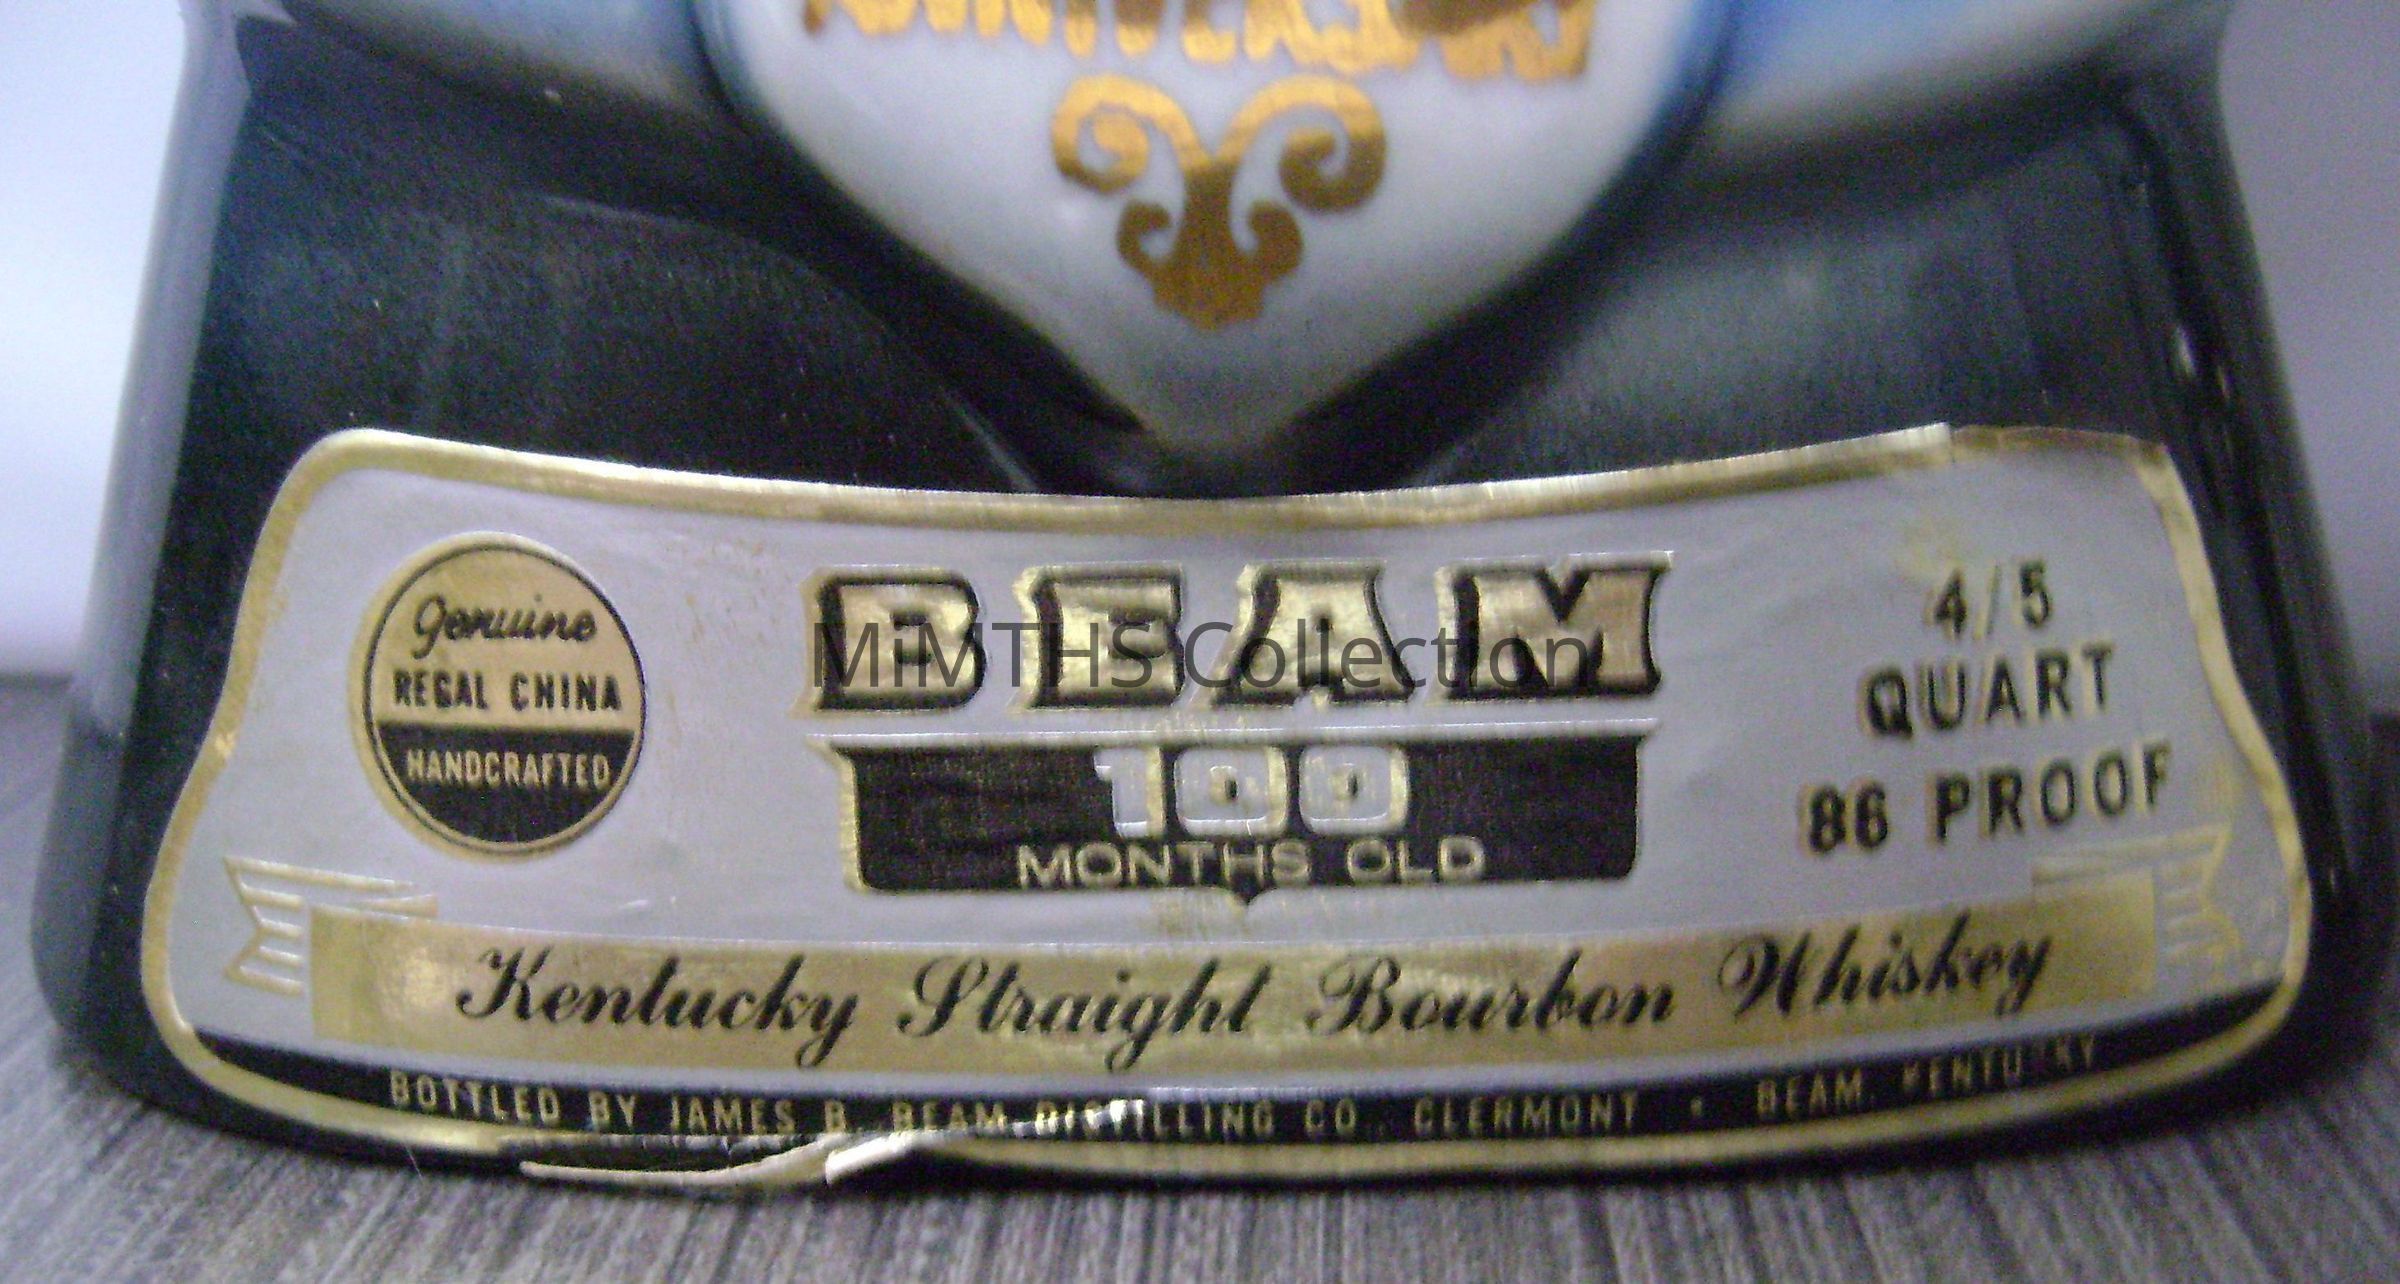 ANNIVERSARY
genuine
REGAL CHINA
HANDCRAFTED
BEAM
MiMTHS Collection
100
MONTHS OLD
4/5
QUART
86 PROOF
Kentucky Straight Bourbon Whiskey
BOTTLED BY JAMES B. BEAM DISTILLING CO., CLERMONT • BEAM, KENTUCKY